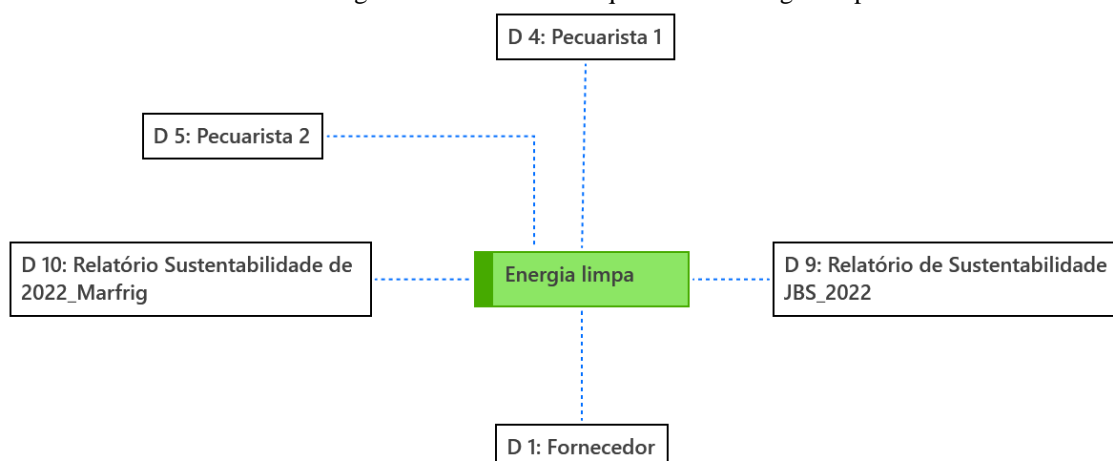 D 4: Pecuarista 1
D 5: Pecuarista 2
D 10: Relatório Sustentabilidade de
2022_Marfrig
Energia limpa
D 9: Relatório de Sustentabilidade
JBS_2022
D 1: Fornecedor